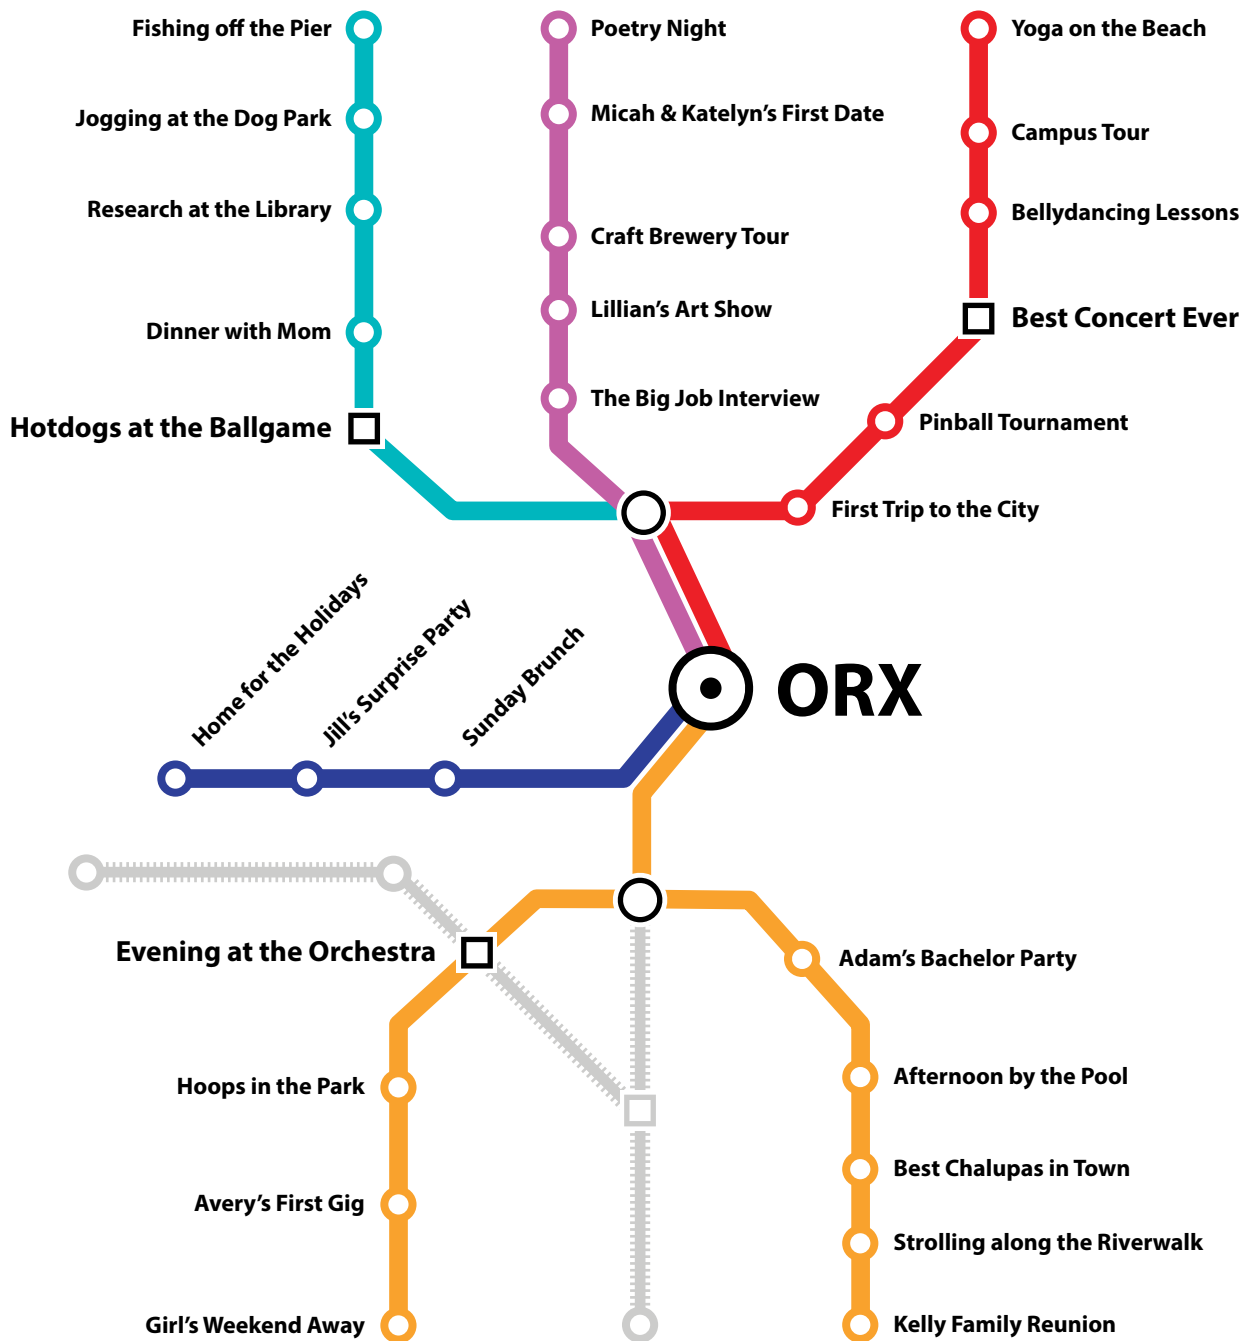 Fishing off the Pier
Poetry Night
Yoga on the Beach
Jogging at the Dog Park
Micah & Katelyn’s First Date
Campus Tour
Research at the Library
Craft Brewery Tour
Bellydancing Lessons
Dinner with Mom
Lillian’s Art Show
Best Concert Ever
Hotdogs at the Ballgame
The Big Job Interview
Pinball Tournament
First Trip to the City
Home for the Holidays
Jill’s Surprise Party
Sunday Brunch
ORX
Evening at the Orchestra
Adam’s Bachelor Party
Hoops in the Park
Afternoon by the Pool
Avery’s First Gig
Best Chalupas in Town
Strolling along the Riverwalk
Girl’s Weekend Away
Kelly Family Reunion